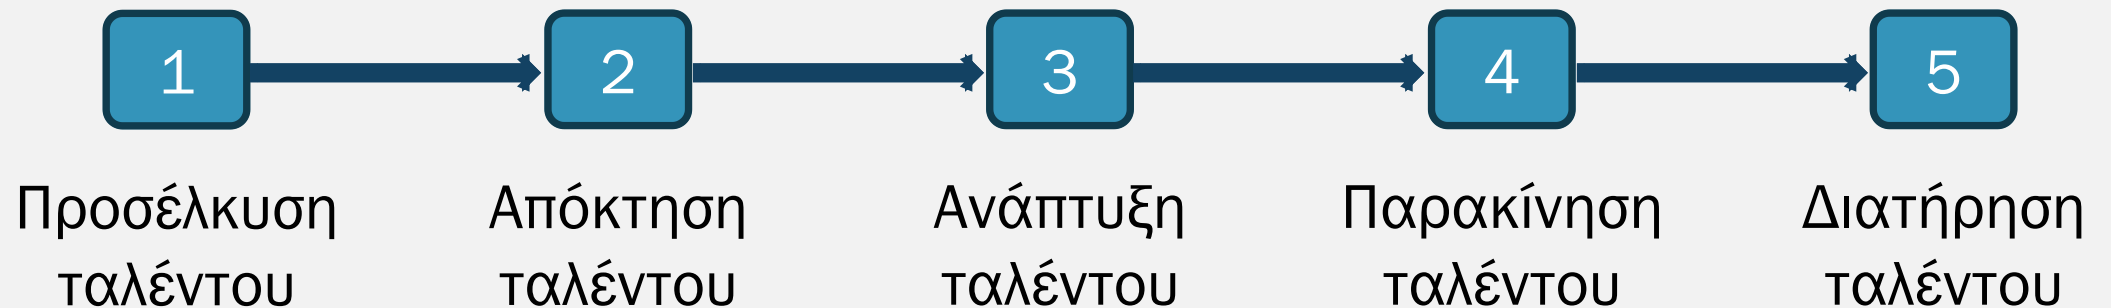 1
2
3
4
5
Προσέλκυση
ταλέντου
Απόκτηση
ταλέντου
Ανάπτυξη
ταλέντου
Παρακίνηση
ταλέντου
Διατήρηση
ταλέντου